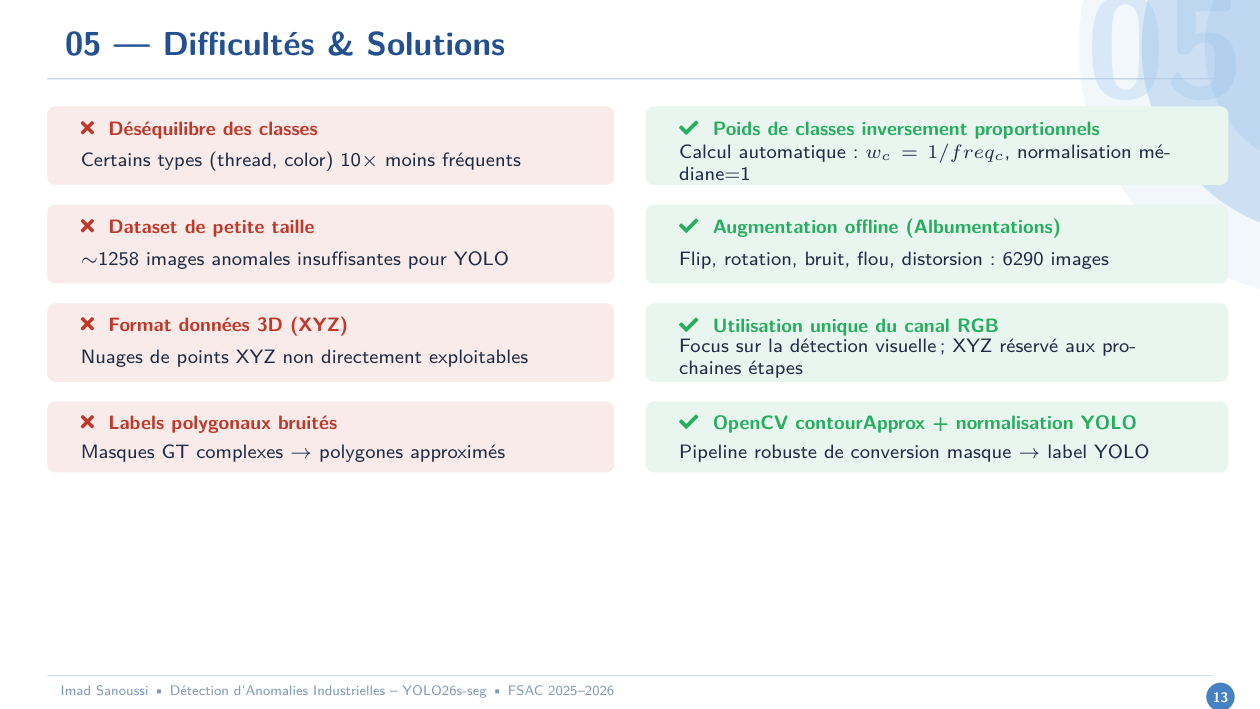 05
05 — Difficultés & Solutions
Déséquilibre des classes
Certains types (thread, color) 10× moins fréquents
Poids de classes inversement proportionnels
Calcul automatique : w_c = 1/freq_c, normalisation mé-
diane=1
Dataset de petite taille
∼1258 images anomales insuffisantes pour YOLO
Augmentation offline (Albumentations)
Flip, rotation, bruit, flou, distorsion : 6290 images
Format données 3D (XYZ)
Nuages de points XYZ non directement exploitables
Utilisation unique du canal RGB
Focus sur la détection visuelle ; XYZ réservé aux pro-
chaines étapes
Labels polygonaux bruités
Masques GT complexes → polygones approximés
OpenCV contourApprox + normalisation YOLO
Pipeline robuste de conversion masque → label YOLO
Imad Sanoussi ▪ Détection d'Anomalies Industrielles – YOLO26s-seg ▪ FSAC 2025–2026
13